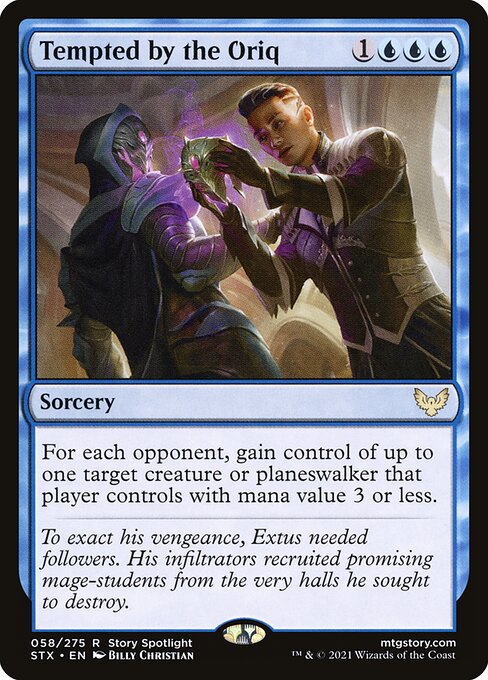 Tempted by the Oriq 1
Sorcery
For each opponent, gain control of up to
one target creature or planeswalker that
player controls with mana value 3 or less.
To exact his vengeance, Extus needed
followers. His infiltrators recruited promising
mage-students from the very halls he sought
to destroy.
058/275 R Story Spotlight mtgstory.com
STX • EN Billy Christian ™ & © 2021 Wizards of the Coast